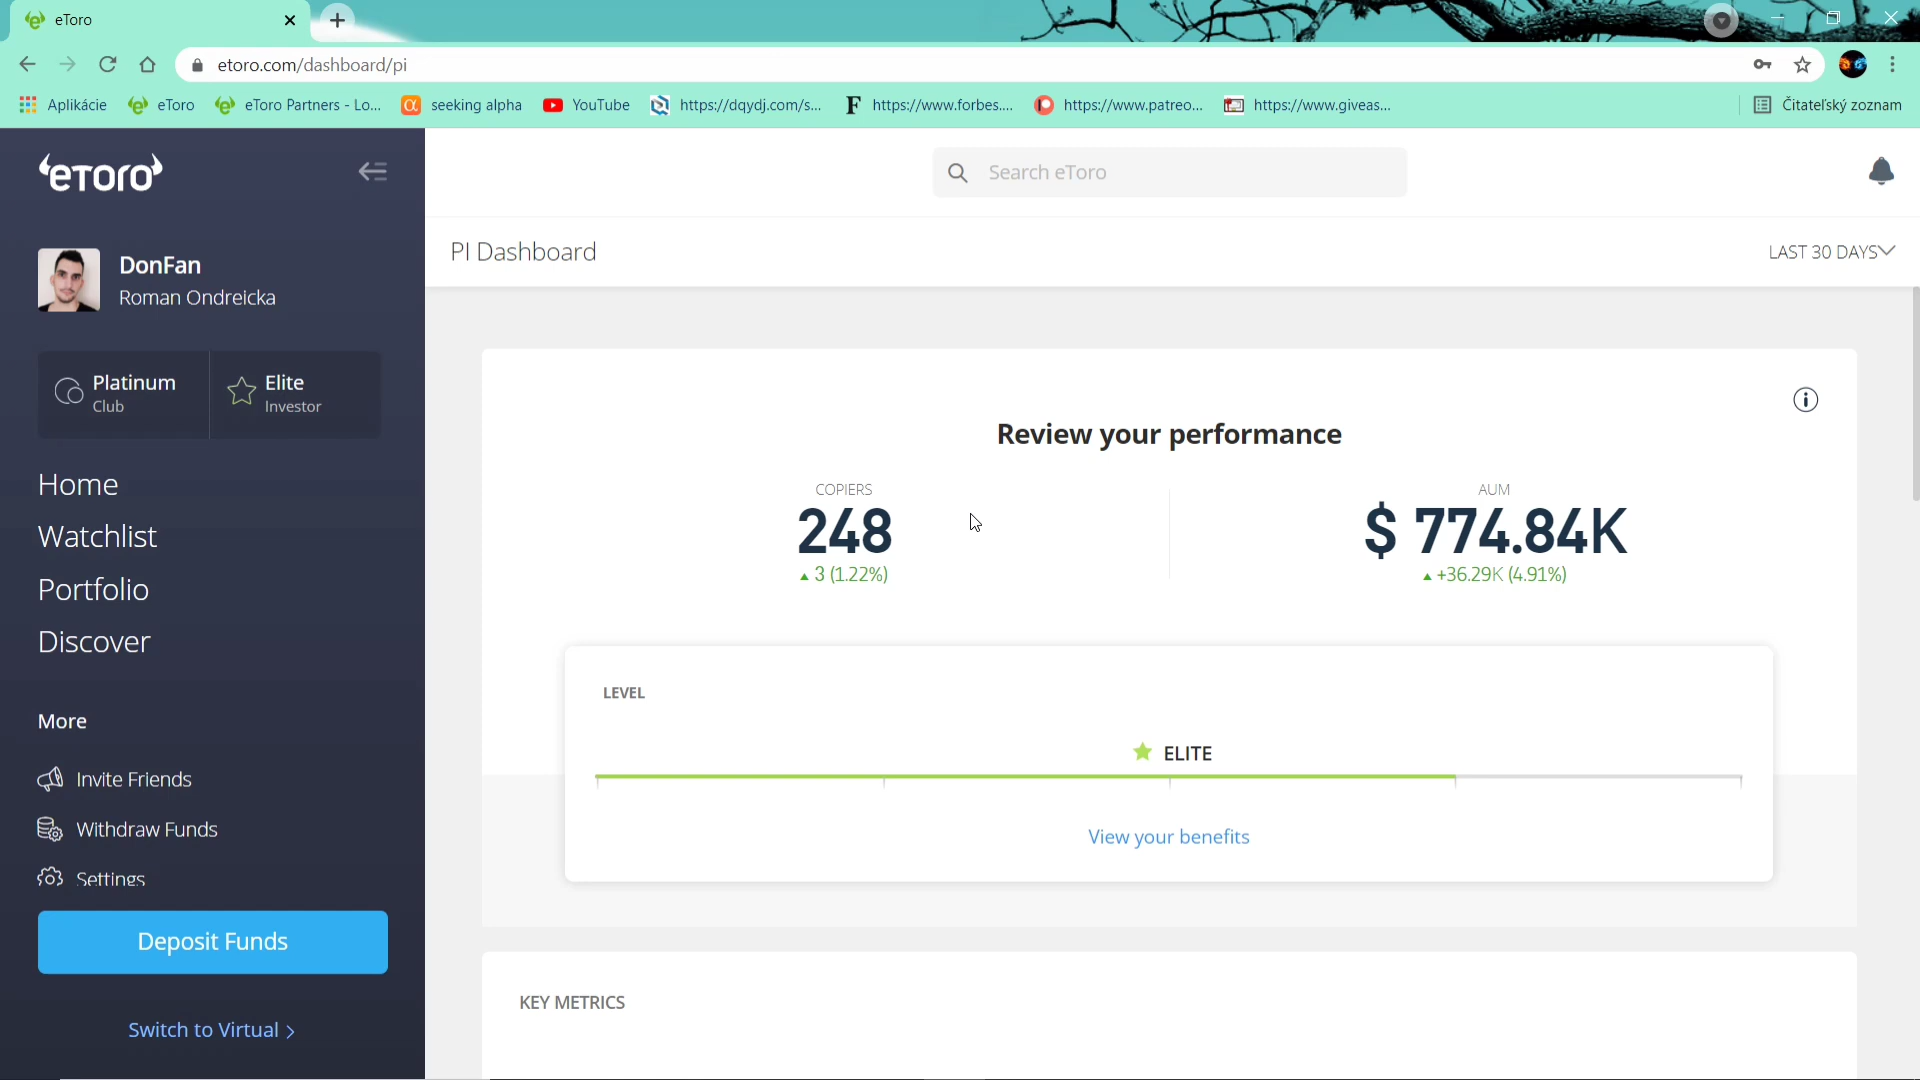 eToro
etoro.com/dashboard/pi
Aplikácie
eToro
eToro Partners - Lo...
seeking alpha
YouTube
https://dqydj.com/s...
https://www.forbes....
https://www.patreo...
https://www.giveas...
Čitateľský zoznam
eToro
Search eToro
PI Dashboard
LAST 30 DAYS
DonFan
Roman Ondreicka
Platinum
Club
Elite
Investor
Home
Watchlist
Portfolio
Discover
More
Invite Friends
Withdraw Funds
Settings
Deposit Funds
Switch to Virtual >
Review your performance
COPIERS
248
▲ 3 (1.22%)
AUM
$ 774.84K
▲ +36.29K (4.91%)
LEVEL
ELITE
View your benefits
KEY METRICS